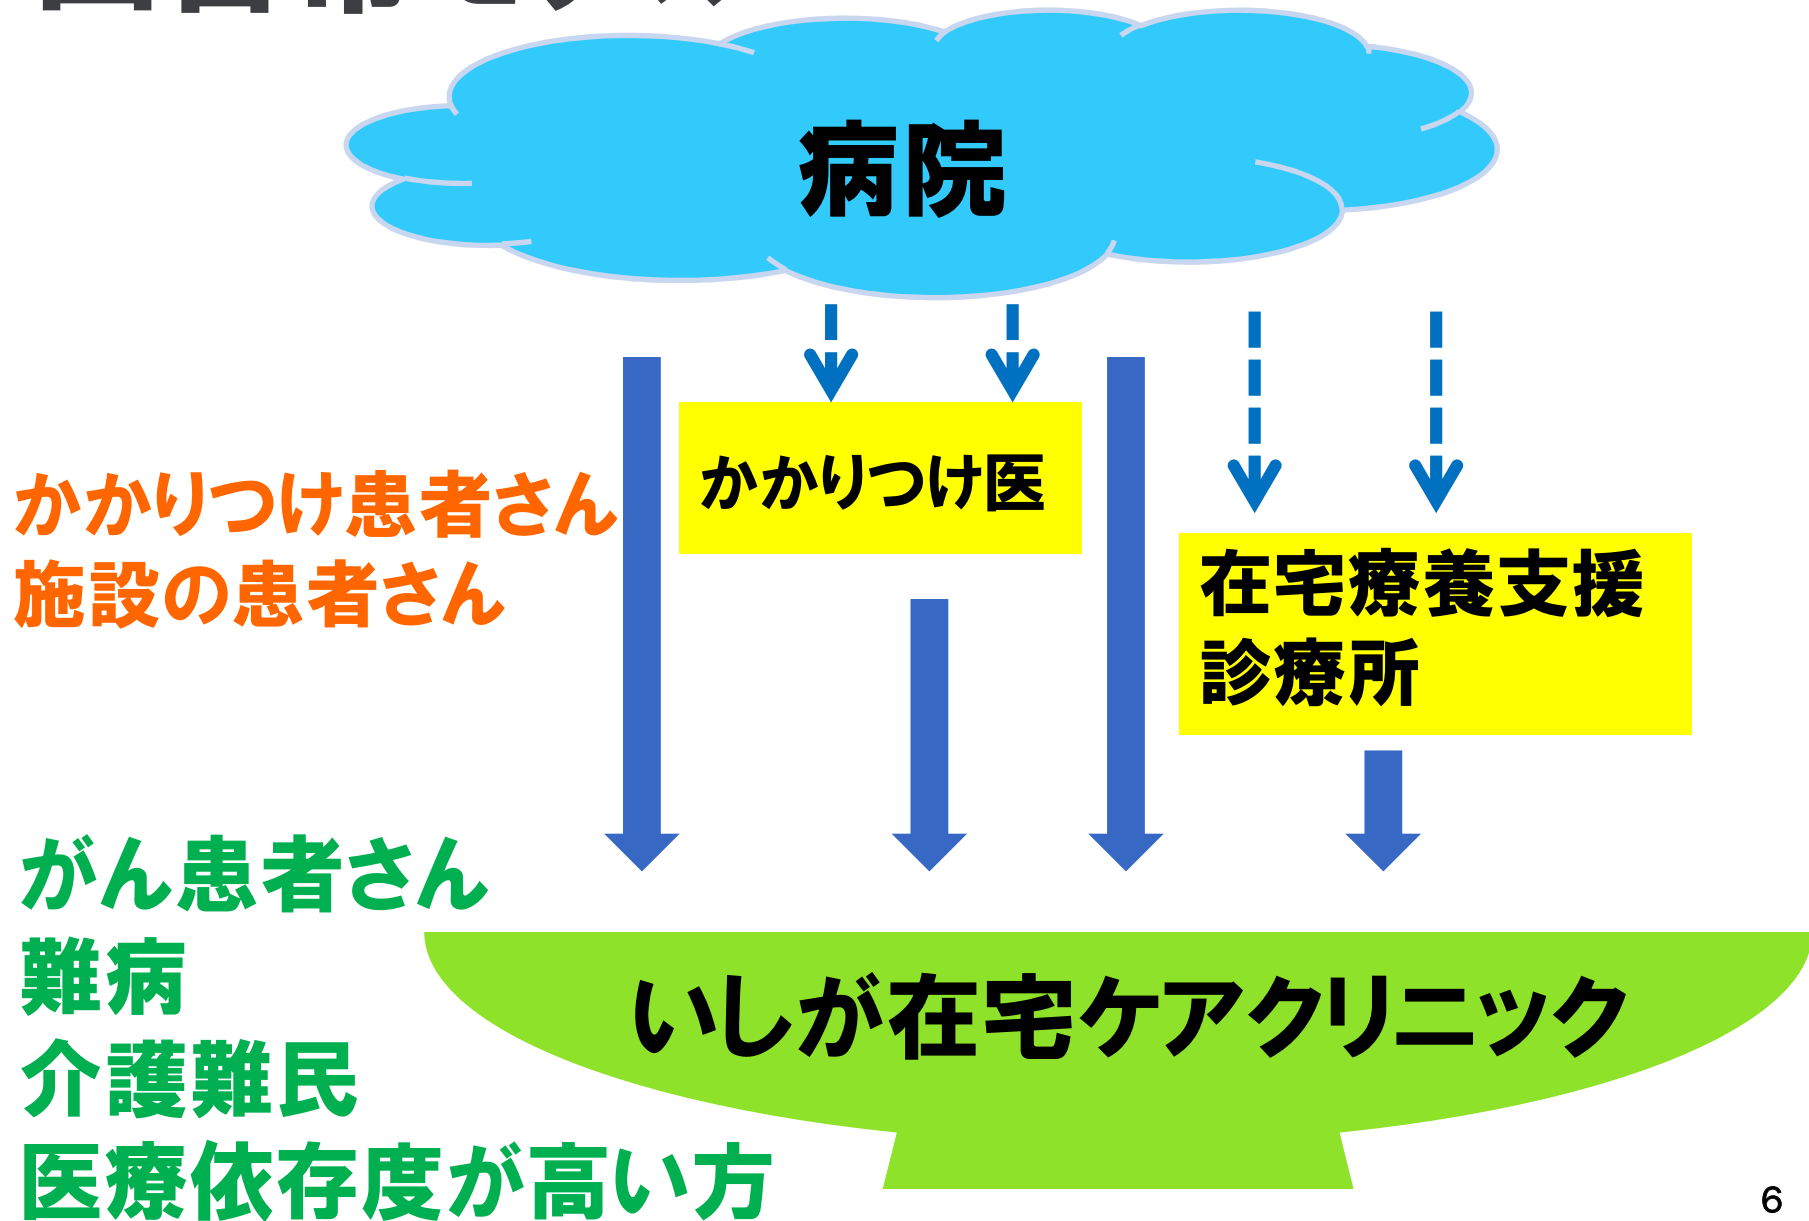 病院
かかりつけ医
かかりつけ患者さん
施設の患者さん
在宅療養支援
診療所
がん患者さん
難病
介護難民
医療依存度が高い方
いしが在宅ケアクリニック
6